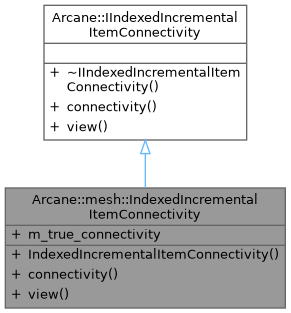 Arcane::IIndexedIncremental
ItemConnectivity
+ ~IIndexedIncrementalItem
Connectivity()
+ connectivity()
+ view()
Arcane::mesh::IndexedIncremental
ItemConnectivity
+ m_true_connectivity
+ IndexedIncrementalItemConnectivity()
+ connectivity()
+ view()